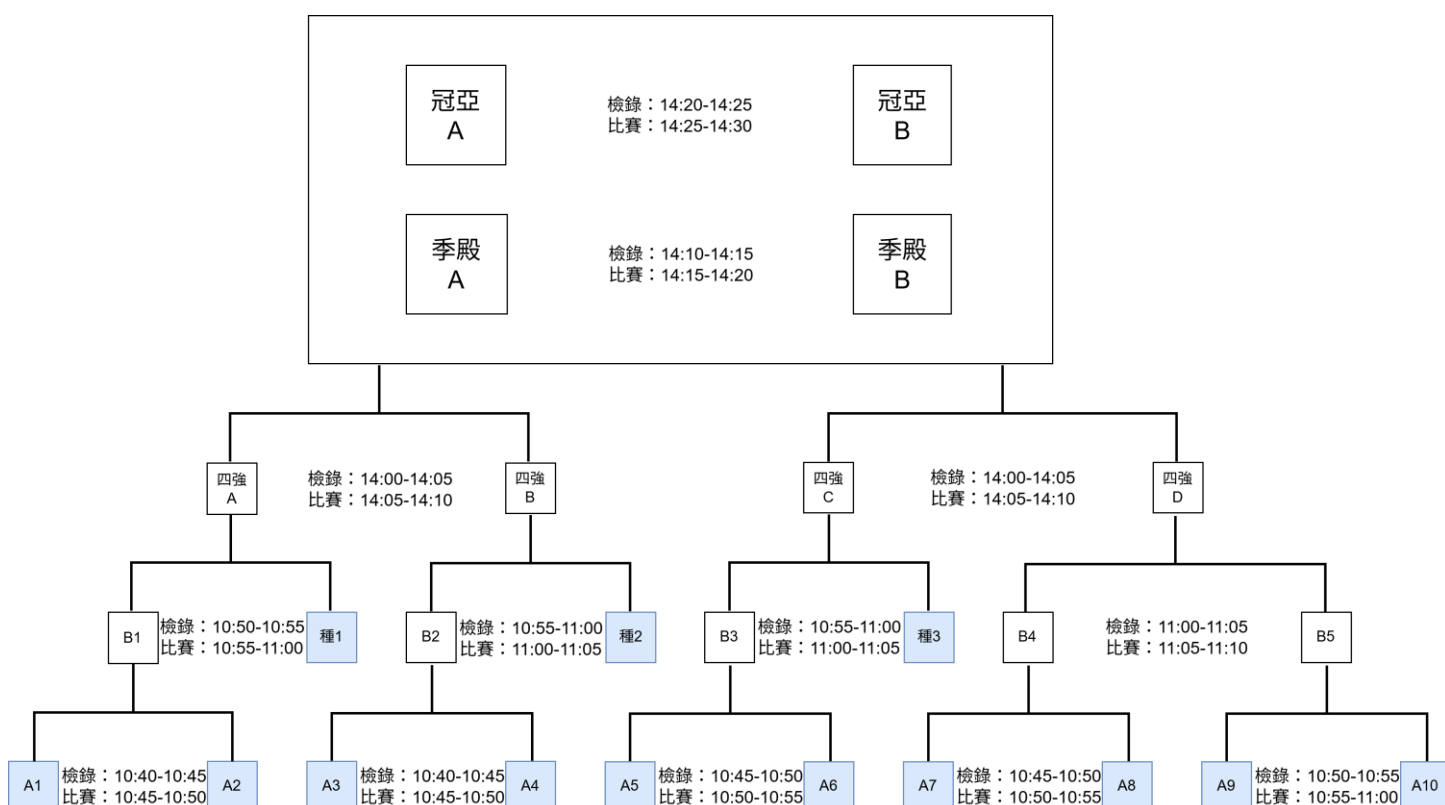 冠亞
A
檢錄：14:20-14:25
比賽：14:25-14:30
冠亞
B
季殿
A
檢錄：14:10-14:15
比賽：14:15-14:20
季殿
B
四強
A
檢錄：14:00-14:05
比賽：14:05-14:10
四強
B
四強
C
檢錄：14:00-14:05
比賽：14:05-14:10
四強
D
B1
檢錄：10:50-10:55
比賽：10:55-11:00
種1
B2
檢錄：10:55-11:00
比賽：11:00-11:05
種2
B3
檢錄：10:55-11:00
比賽：11:00-11:05
種3
B4
檢錄：11:00-11:05
比賽：11:05-11:10
B5
A1
檢錄：10:40-10:45
比賽：10:45-10:50
A2
A3
檢錄：10:40-10:45
比賽：10:45-10:50
A4
A5
檢錄：10:45-10:50
比賽：10:50-10:55
A6
A7
檢錄：10:45-10:50
比賽：10:50-10:55
A8
A9
檢錄：10:50-10:55
比賽：10:55-11:00
A10